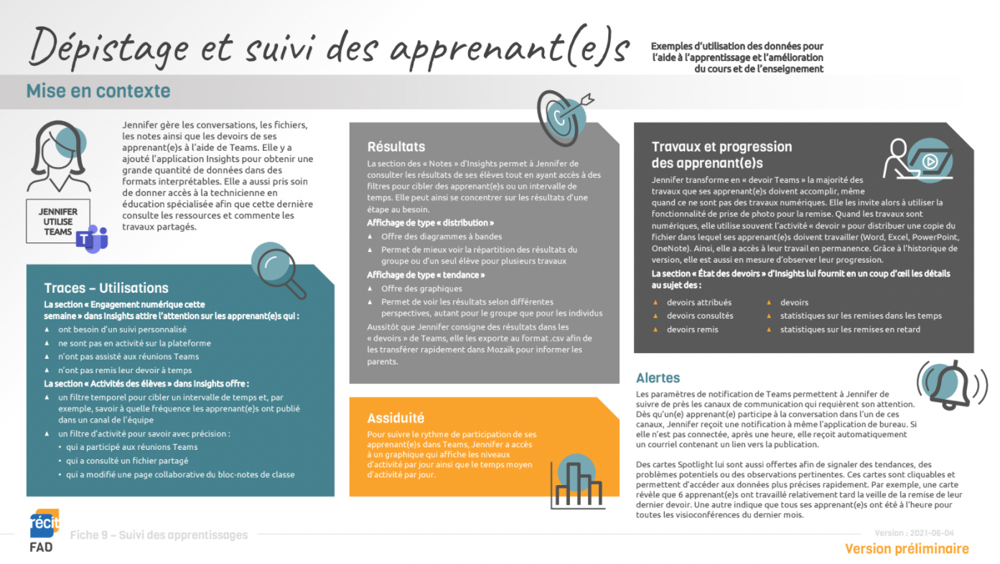 Dépistage et suivi des apprenant(e)s
Exemples d'utilisation des données pour
l'aide à l'apprentissage et l'amélioration
du cours et de l'enseignement
Mise en contexte
Jennifer gère les conversations, les fichiers,
les notes ainsi que les devoirs de ses
apprenant(e)s à l'aide de Teams. Elle y a
ajouté l'application Insights pour obtenir une
grande quantité de données dans des
formats interprétables. Elle a aussi pris soin
de donner accès à la technicienne en
éducation spécialisée afin que cette dernière
consulte les ressources et commente les
travaux partagés.
JENNIFER
UTILISE
TEAMS
T
Traces – Utilisations
La section « Engagement numérique cette
semaine » dans Insights attire l'attention sur les apprenant(e)s qui :
▲ ont besoin d'un suivi personnalisé
▲ ne sont pas en activité sur la plateforme
▲ n'ont pas assisté aux réunions Teams
▲ n'ont pas remis leur devoir à temps
La section « Activités des élèves » dans Insights offre :
▲ un filtre temporel pour cibler un intervalle de temps et, par
exemple, savoir à quelle fréquence les apprenant(e)s ont publié
dans un canal de l'équipe
▲ un filtre d'activité pour savoir avec précision :
• qui a participé aux réunions Teams
• qui a consulté un fichier partagé
• qui a modifié une page collaborative du bloc-notes de classe
Résultats
La section des « Notes » d'Insights permet à Jennifer de
consulter les résultats de ses élèves tout en ayant accès à des
filtres pour cibler des apprenant(e)s ou un intervalle de
temps. Elle peut ainsi se concentrer sur les résultats d'une
étape au besoin.
Affichage de type « distribution »
▲ Offre des diagrammes à bandes
▲ Permet de mieux voir la répartition des résultats du
groupe ou d'un seul élève pour plusieurs travaux
Affichage de type « tendance »
▲ Offre des graphiques
▲ Permet de voir les résultats selon différentes
perspectives, autant pour le groupe que pour les individus
Aussitôt que Jennifer consigne des résultats dans les
« devoirs » de Teams, elle les exporte au format .csv afin de
les transférer rapidement dans Mozaïk pour informer les
parents.
Assiduité
Pour suivre le rythme de participation de ses
apprenant(e)s dans Teams, Jennifer a accès
à un graphique qui affiche les niveaux
d'activité par jour ainsi que le temps moyen
d'activité par jour.
Travaux et progression
des apprenant(e)s
Jennifer transforme en « devoir Teams » la majorité des
travaux que ses apprenant(e)s doivent accomplir, même
quand ce ne sont pas des travaux numériques. Elle les invite alors à utiliser la
fonctionnalité de prise de photo pour la remise. Quand les travaux sont
numériques, elle utilise souvent l'activité « devoir » pour distribuer une copie du
fichier dans lequel ses apprenant(e)s doivent travailler (Word, Excel, PowerPoint,
OneNote). Ainsi, elle a accès à leur travail en permanence. Grâce à l'historique de
version, elle est aussi en mesure d'observer leur progression.
La section « État des devoirs » d'Insights lui fournit en un coup d'œil les détails
au sujet des :
▲ devoirs attribués
▲ devoirs consultés
▲ devoirs remis
▲ devoirs
▲ statistiques sur les remises dans les temps
▲ statistiques sur les remises en retard
Alertes
Les paramètres de notification de Teams permettent à Jennifer de
suivre de près les canaux de communication qui requièrent son attention.
Dès qu'un(e) apprenant(e) participe à la conversation dans l'un de ces
canaux, Jennifer reçoit une notification à même l'application de bureau. Si
elle n'est pas connectée, après une heure, elle reçoit automatiquement
un courriel contenant un lien vers la publication.
Des cartes Spotlight lui sont aussi offertes afin de signaler des tendances, des
problèmes potentiels ou des observations pertinentes. Ces cartes sont cliquables et
permettent d'accéder aux données plus précises rapidement. Par exemple, une carte
révèle que 6 apprenant(e)s ont travaillé relativement tard la veille de la remise de leur
dernier devoir. Une autre indique que tous ses apprenant(e)s ont été à l'heure pour
toutes les visioconférences du dernier mois.
récit
FAD
Fiche 9 – Suivi des apprentissages
Version : 2021-06-04
Version préliminaire